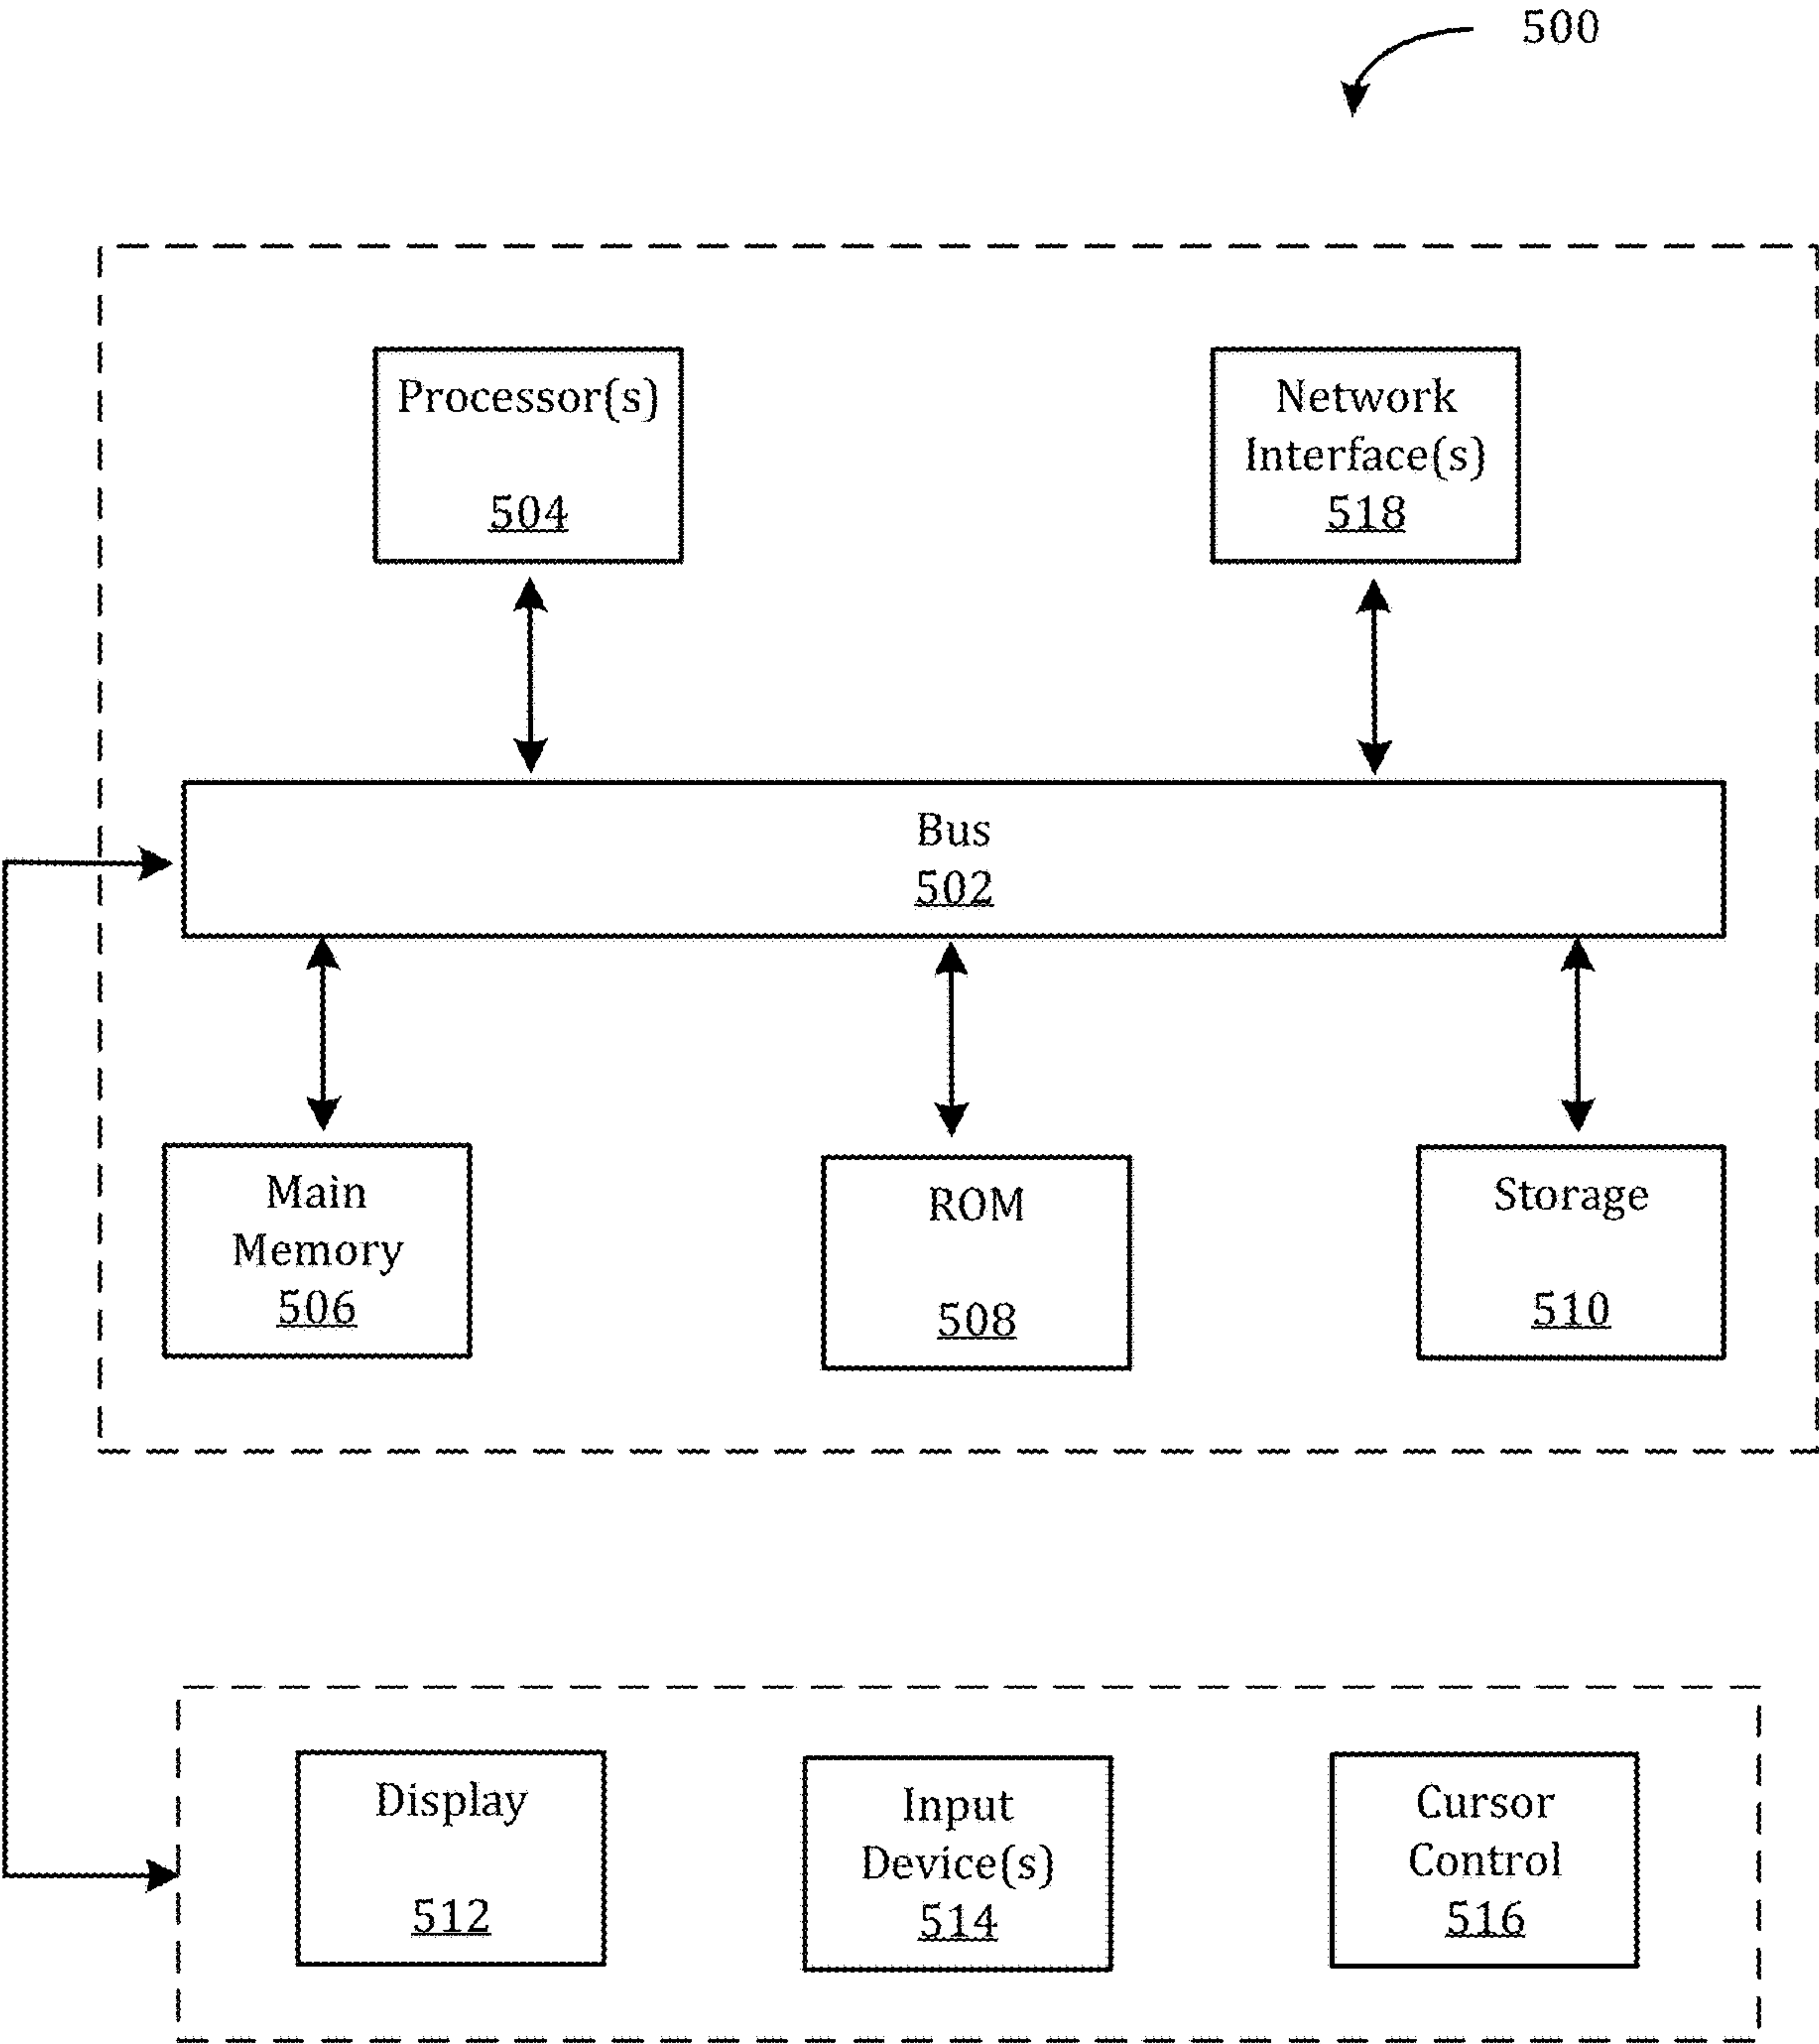 500
Processor(s)
504
Network
Interface(s)
518
Bus
502
Main
Memory
506
ROM
508
Storage
510
Display
512
Input
Device(s)
514
Cursor
Control
516